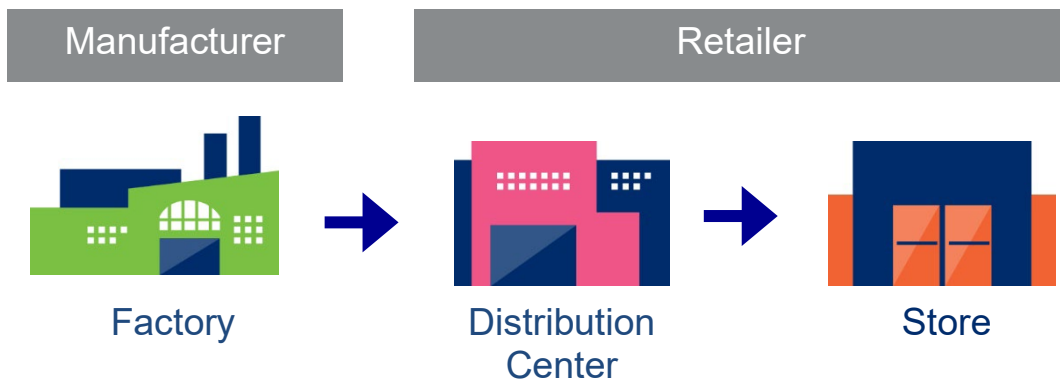 Manufacturer
Retailer
Factory
Distribution
Center
Store